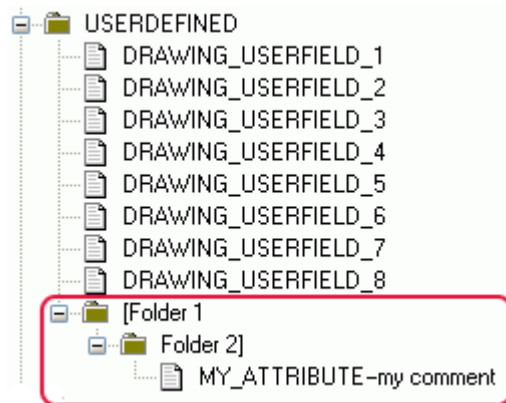 USERDEFINED
DRAWING_USERFIELD_1
DRAWING_USERFIELD_2
DRAWING_USERFIELD_3
DRAWING_USERFIELD_4
DRAWING_USERFIELD_5
DRAWING_USERFIELD_6
DRAWING_USERFIELD_7
DRAWING_USERFIELD_8
[Folder 1
Folder 2]
MY_ATTRIBUTE-my comment